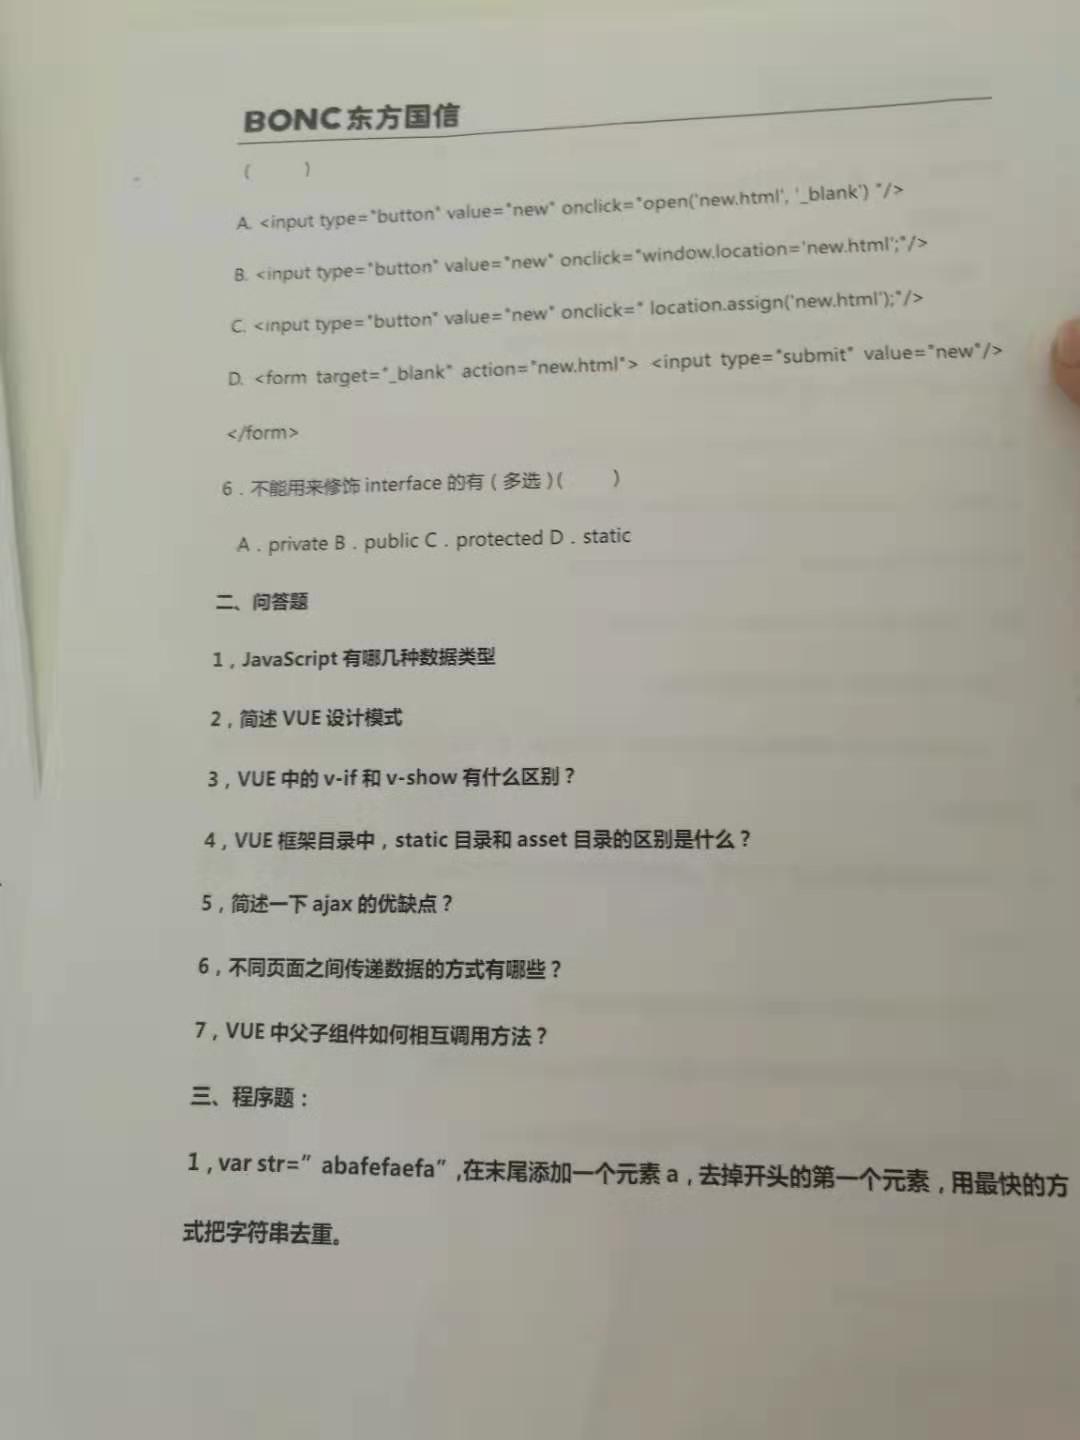 BONC东方国信
(      )
A. <input type="button" value="new" onclick="open('new.html', '_blank') "/>
B. <input type="button" value="new" onclick="window.location='new.html';"/>
C. <input type="button" value="new" onclick=" location.assign('new.html');"/>
D. <form target="_blank" action="new.html"> <input type="submit" value="new"/>
</form>
6．不能用来修饰 interface 的有（多选）(      )
A．private B．public C．protected D．static
二、问答题
1，JavaScript 有哪几种数据类型
2，简述 VUE 设计模式
3，VUE 中的 v-if 和 v-show 有什么区别？
4，VUE 框架目录中，static 目录和 asset 目录的区别是什么？
5，简述一下 ajax 的优缺点？
6，不同页面之间传递数据的方式有哪些？
7，VUE 中父子组件如何相互调用方法？
三、程序题：
1，var str=”abafefaefa”,在末尾添加一个元素 a，去掉开头的第一个元素，用最快的方
式把字符串去重。